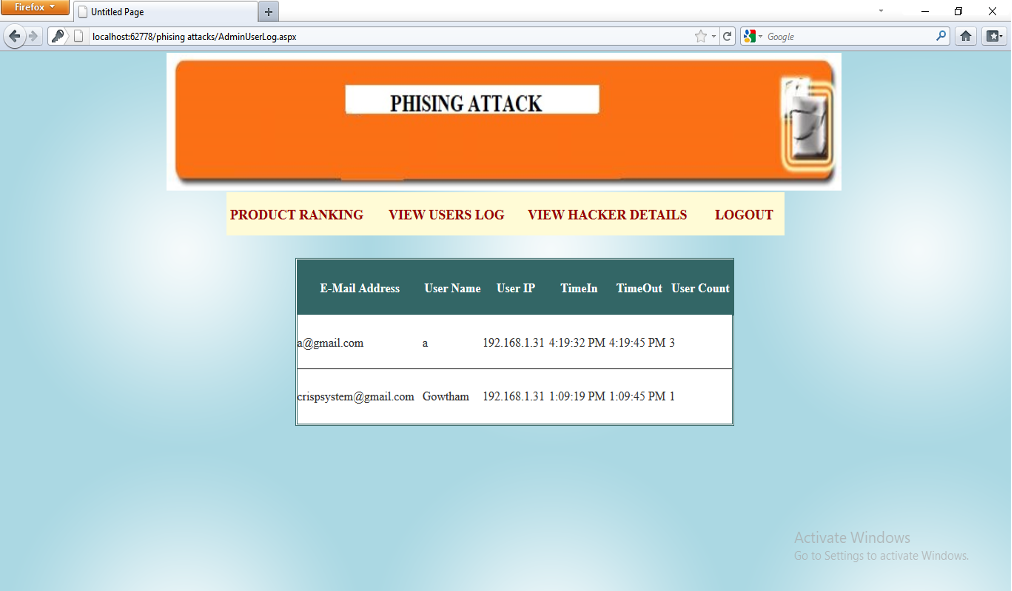 Firefox
Untitled Page
localhost:62778/phising attacks/AdminUserLog.aspx
Google
PHISING ATTACK
PRODUCT RANKING VIEW USERS LOG VIEW HACKER DETAILS LOGOUT
E-Mail Address User Name User IP TimeIn TimeOut User Count
a@gmail.com a 192.168.1.31 4:19:32 PM 4:19:45 PM 3
crispsystem@gmail.com Gowtham 192.168.1.31 1:09:19 PM 1:09:45 PM 1
Activate Windows
Go to Settings to activate Windows.